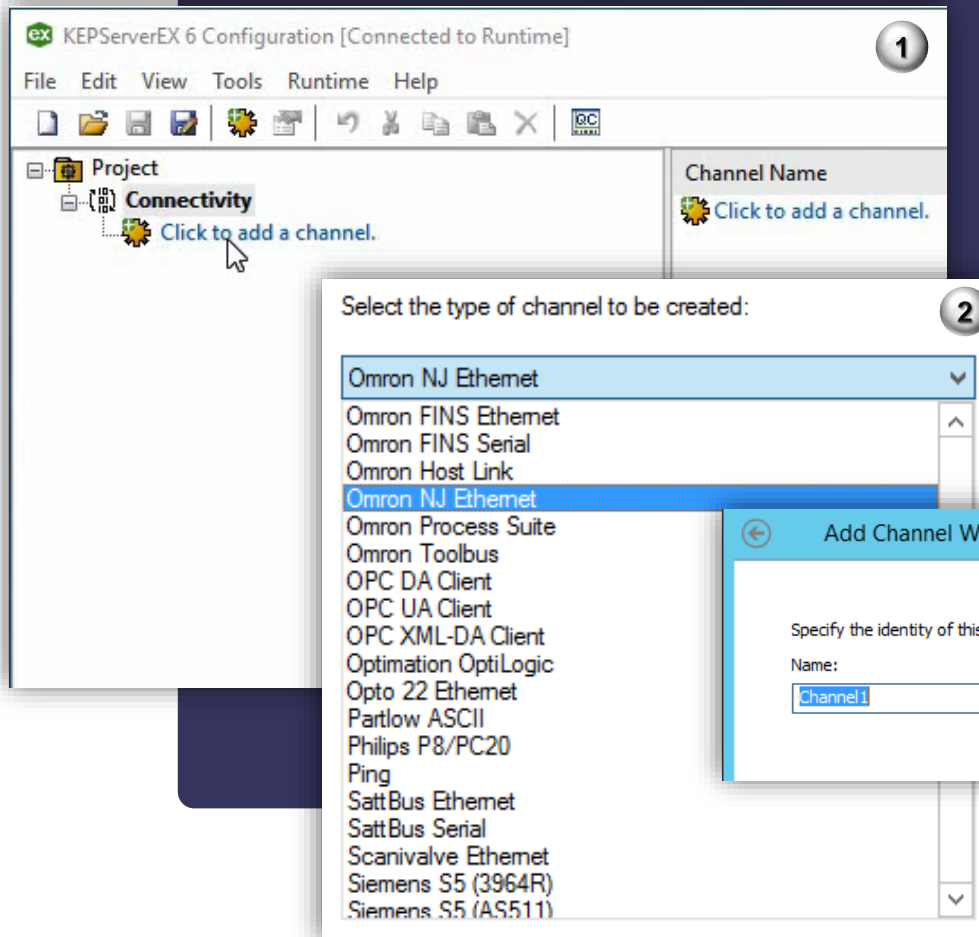 KEPServerEX 6 Configuration [Connected to Runtime]
1
File Edit View Tools Runtime Help
QC
Project
Connectivity
Click to add a channel.
Channel Name
Click to add a channel.
Select the type of channel to be created:
2
Omron NJ Ethernet
Omron FINS Ethernet
Omron FINS Serial
Omron Host Link
Omron NJ Ethernet
Omron Process Suite
Omron Toolbus
OPC DA Client
OPC UA Client
OPC XML-DA Client
Optimation OptiLogic
Opto 22 Ethernet
Partlow ASCII
Philips P8/PC20
Ping
SattBus Ethernet
SattBus Serial
Scanivalve Ethernet
Siemens S5 (3964R)
Siemens S5 (AS511)
Add Channel W
Specify the identity of this
Name:
Channel1